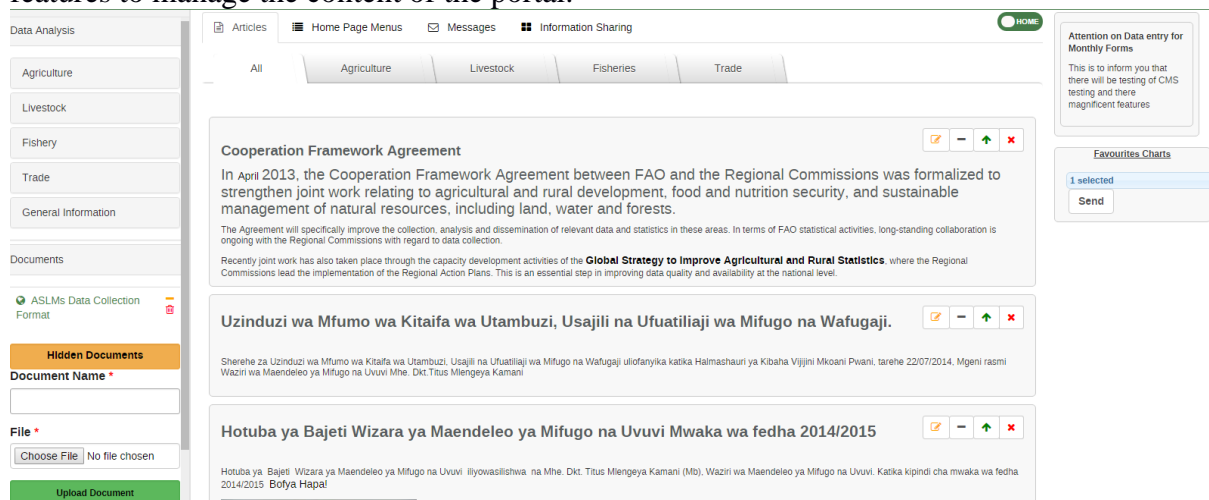 features to manage the content of the portal.
Data Analysis
Agriculture
Livestock
Fishery
Trade
General Information
Documents
ASLMs Data Collection
Format
Hidden Documents
Document Name *
File *
Choose File No file chosen
Upload Document
Articles Home Page Menus Messages Information Sharing
HOME
All Agriculture Livestock Fisheries Trade
Cooperation Framework Agreement
In April 2013, the Cooperation Framework Agreement between FAO and the Regional Commissions was formalized to
strengthen joint work relating to agricultural and rural development, food and nutrition security, and sustainable
management of natural resources, including land, water and forests.
The Agreement will specifically improve the collection, analysis and dissemination of relevant data and statistics in these areas. In terms of FAO statistical activities, long-standing collaboration is
ongoing with the Regional Commissions with regard to data collection.
Recently joint work has also taken place through the capacity development activities of the Global Strategy to Improve Agricultural and Rural Statistics, where the Regional
Commissions lead the implementation of the Regional Action Plans. This is an essential step in improving data quality and availability at the national level.
Uzinduzi wa Mfumo wa Kitaifa wa Utambuzi, Usajili na Ufuatiliaji wa Mifugo na Wafugaji.
Sherehe za Uzinduzi wa Mfumo wa Kitaifa wa Utambuzi, Usajili na Ufuatiliaji wa Mifugo na Wafugaji uliofanyika katika Halmashauri ya Kibaha Vijijini Mkoani Pwani, tarehe 22/07/2014, Mgeni rasmi
Waziri wa Maendeleo ya Mifugo na Uvuvi Mhe. Dkt.Titus Mlengeya Kamani
Hotuba ya Bajeti Wizara ya Maendeleo ya Mifugo na Uvuvi Mwaka wa fedha 2014/2015
Hotuba ya Bajeti Wizara ya Maendeleo ya Mifugo na Uvuvi iliyowasilishwa na Mhe. Dkt. Titus Mlengeya Kamani (Mb), Waziri wa Maendeleo ya Mifugo na Uvuvi. Katika kipindi cha mwaka wa fedha
2014/2015 Bofya Hapa!
Attention on Data entry for
Monthly Forms
This is to inform you that
there will be testing of CMS
testing and there
magnificent features
Favourites Charts
1 selected
Send